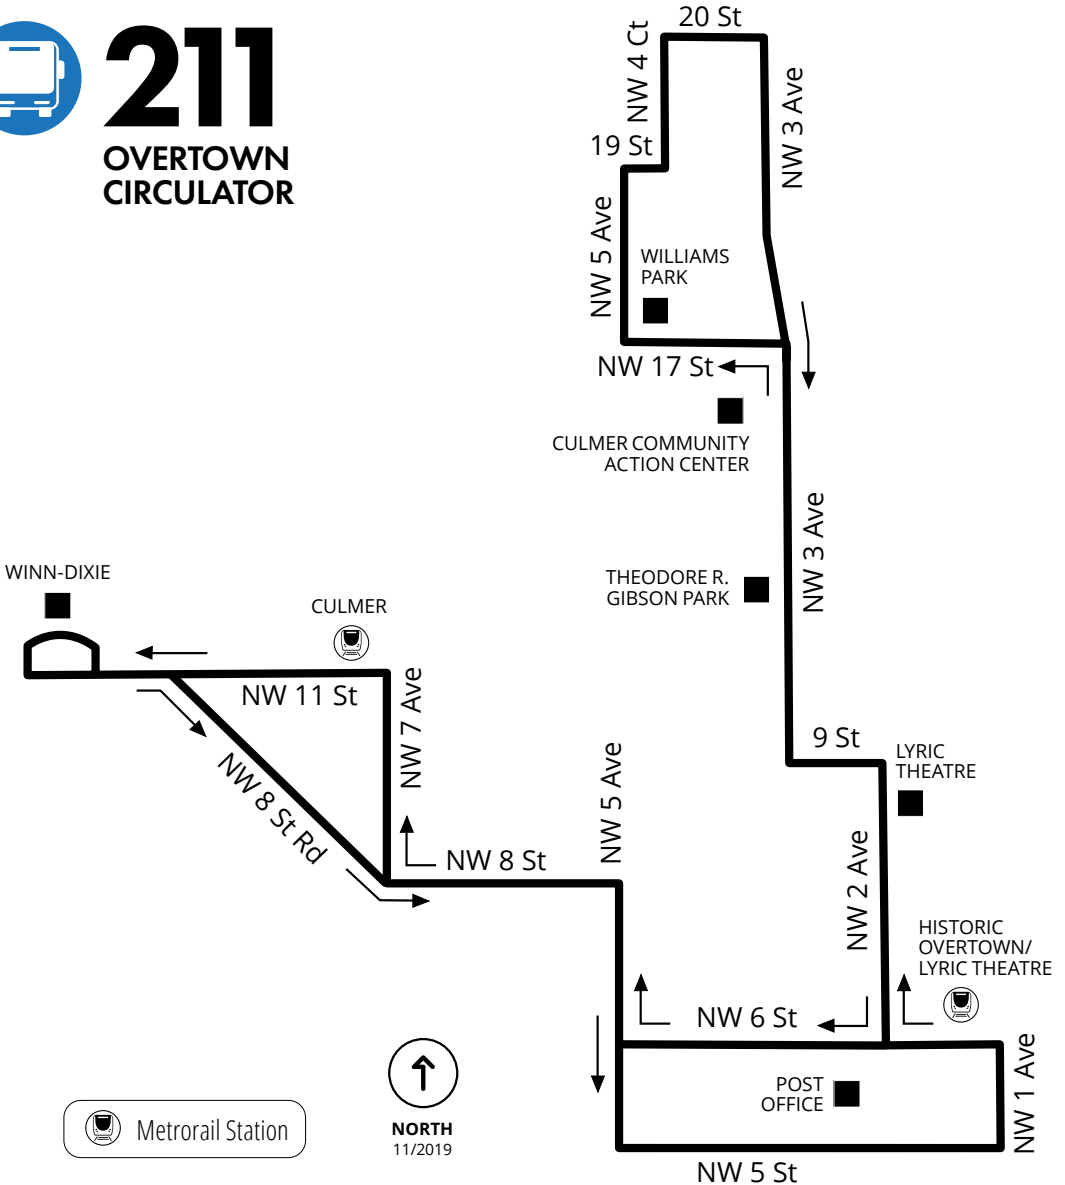 211
OVERTOWN
CIRCULATOR
20 St
NW 4 Ct
NW 3 Ave
19 St
NW 5 Ave
WILLIAMS
PARK
NW 17 St
CULMER COMMUNITY
ACTION CENTER
NW 3 Ave
THEODORE R.
GIBSON PARK
WINN-DIXIE
CULMER
NW 11 St
NW 7 Ave
NW 8 St Rd
NW 8 St
NW 5 Ave
9 St
LYRIC
THEATRE
NW 2 Ave
HISTORIC
OVERTOWN/
LYRIC THEATRE
NW 6 St
NW 1 Ave
POST
OFFICE
NW 5 St
Metrorail Station
NORTH
11/2019